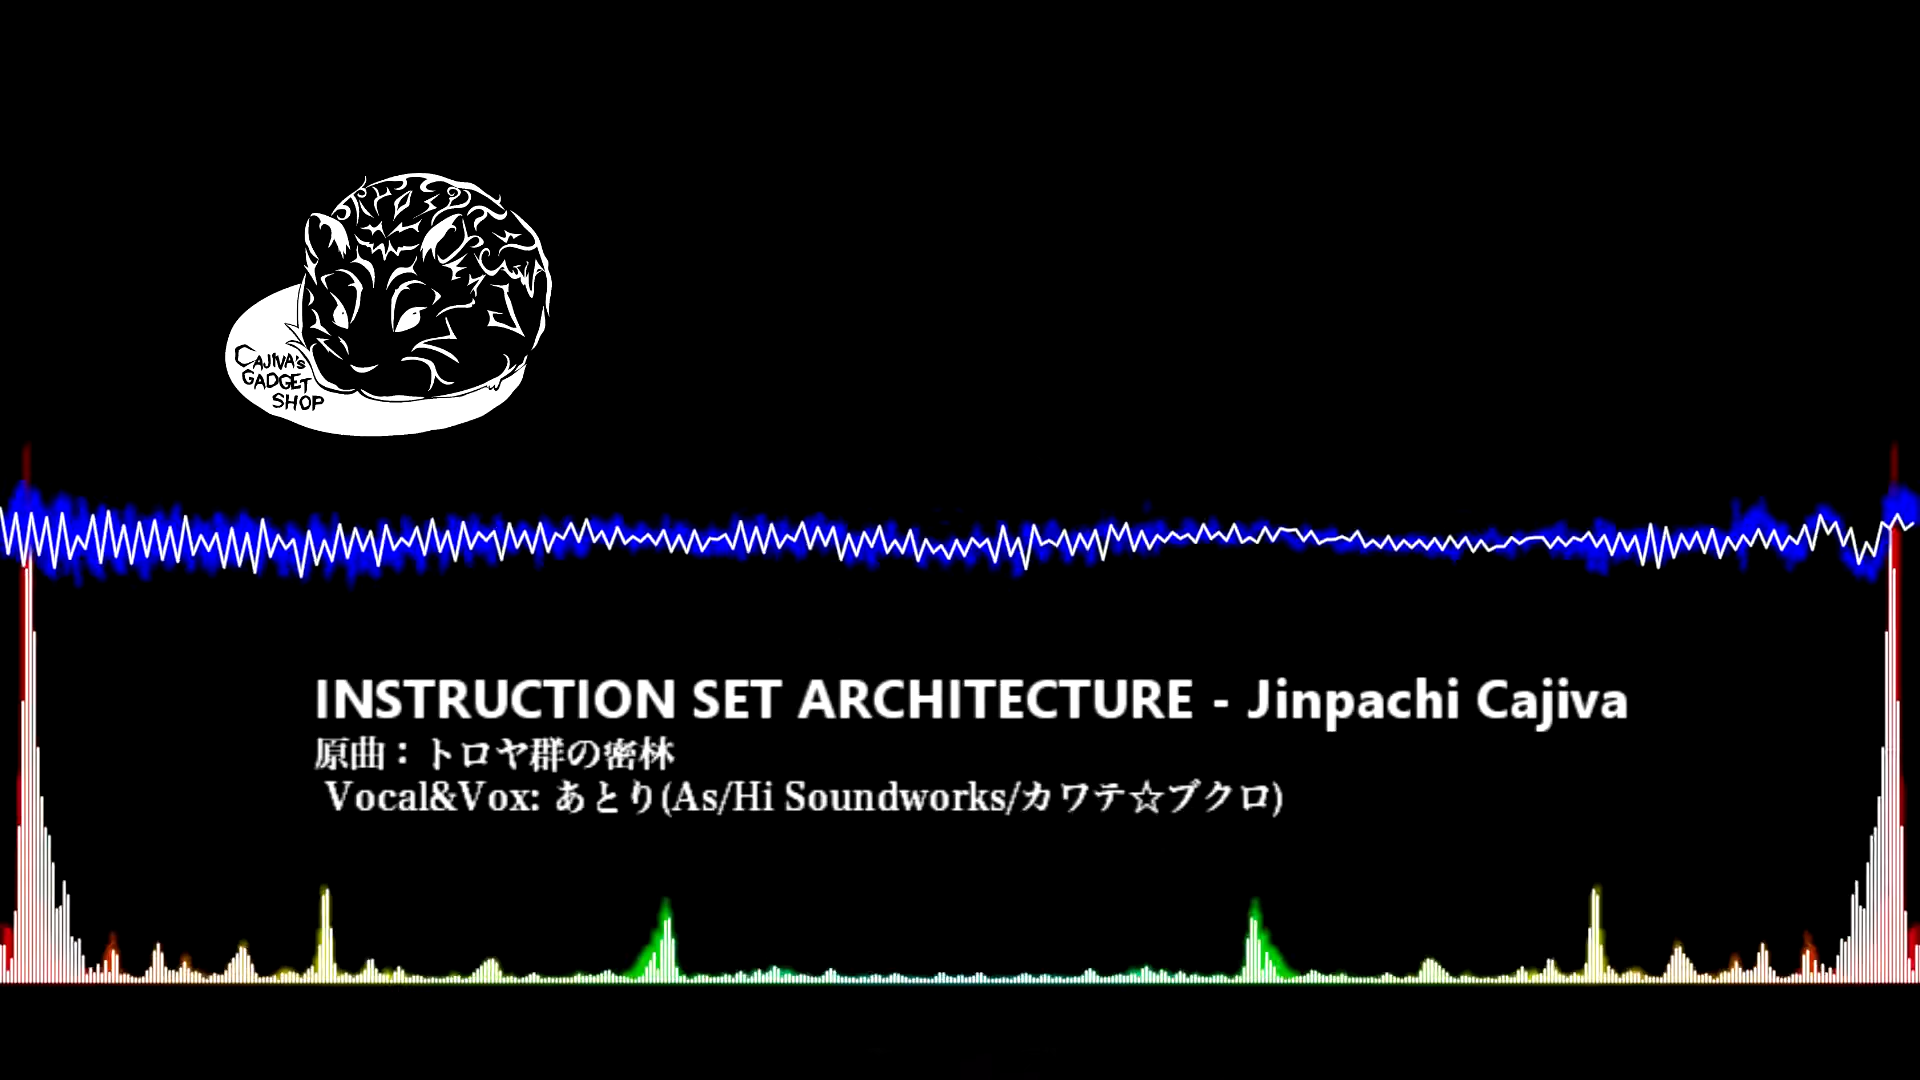 CAJIVA's
GADGET
SHOP
INSTRUCTION SET ARCHITECTURE - Jinpachi Cajiva
原曲：トロヤ群の密林
Vocal&Vox: あとり(As/Hi Soundworks/カワテ☆ブクロ)